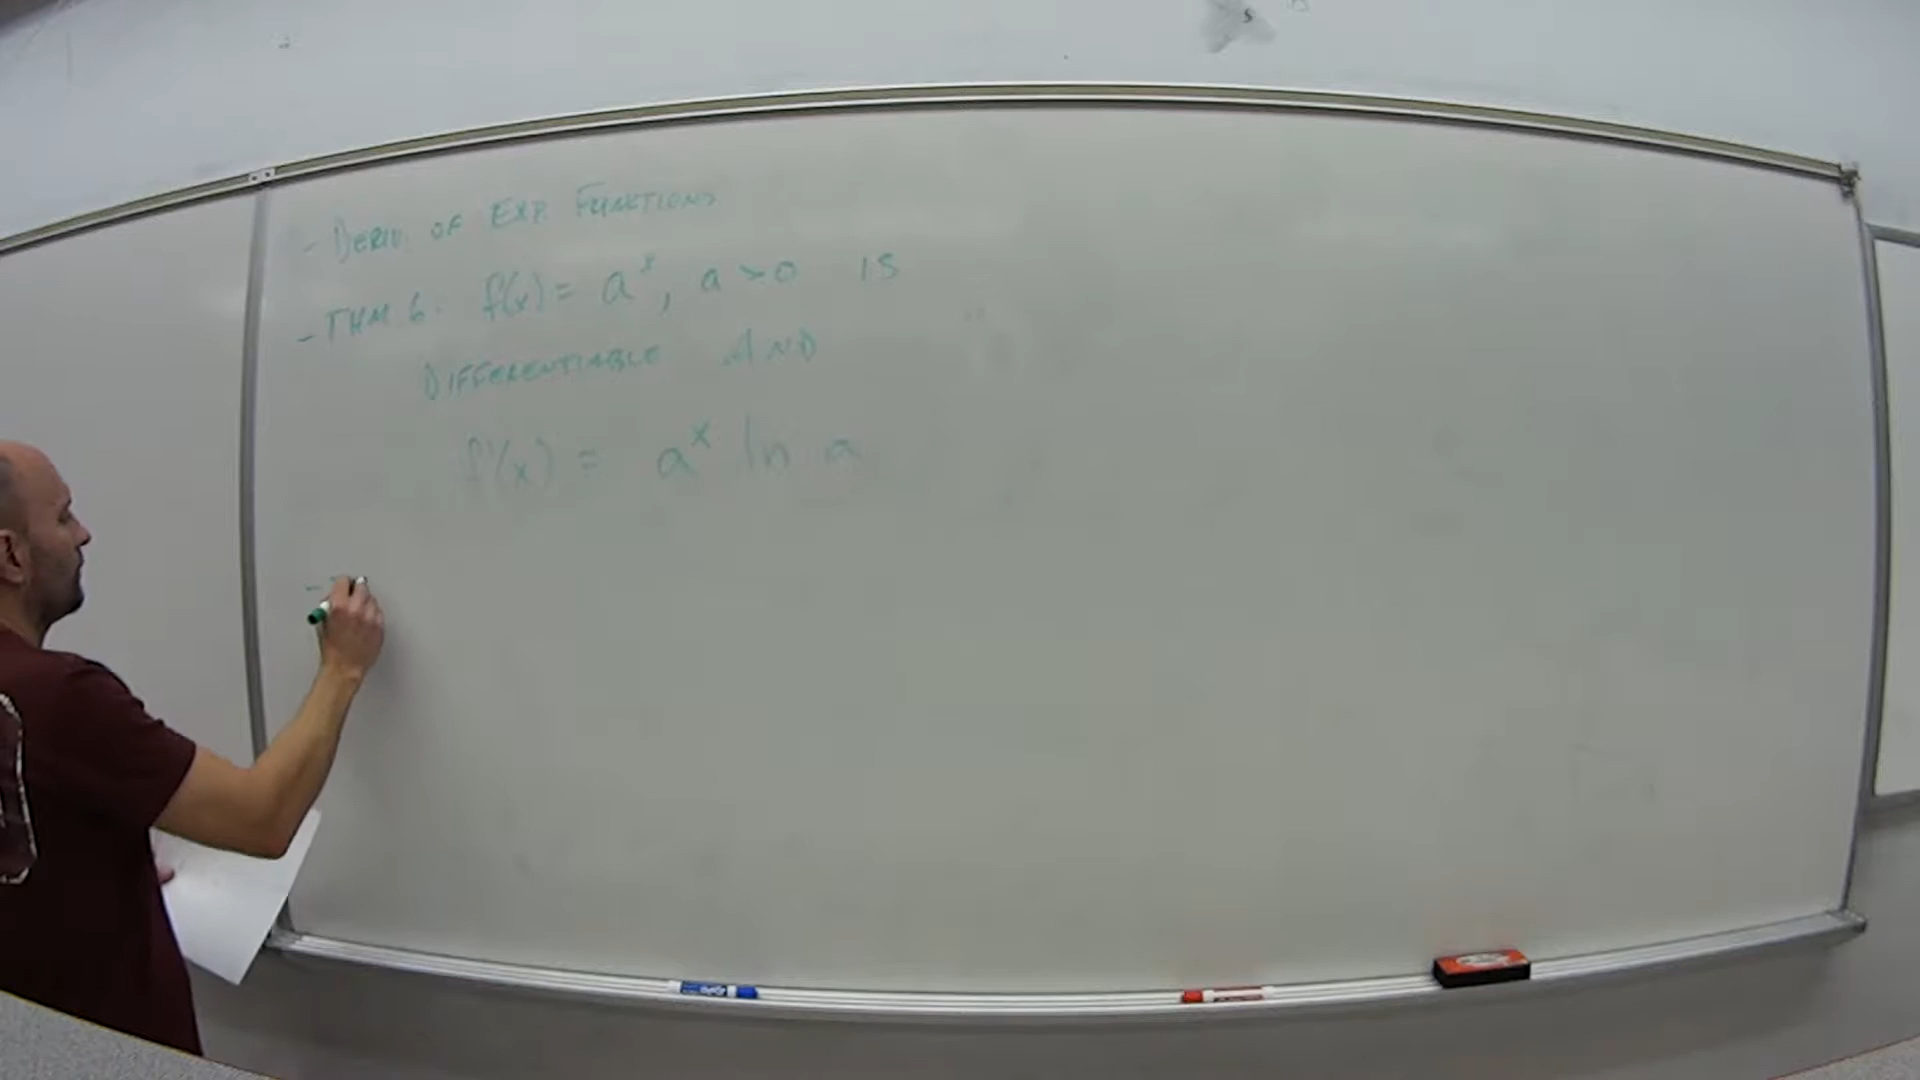 - DERIV. OF EXP. FUNCTIONS
- THM 6. f(x) = a^x, a > 0 IS
DIFFERENTIABLE AND
f'(x) = a^x ln a
-